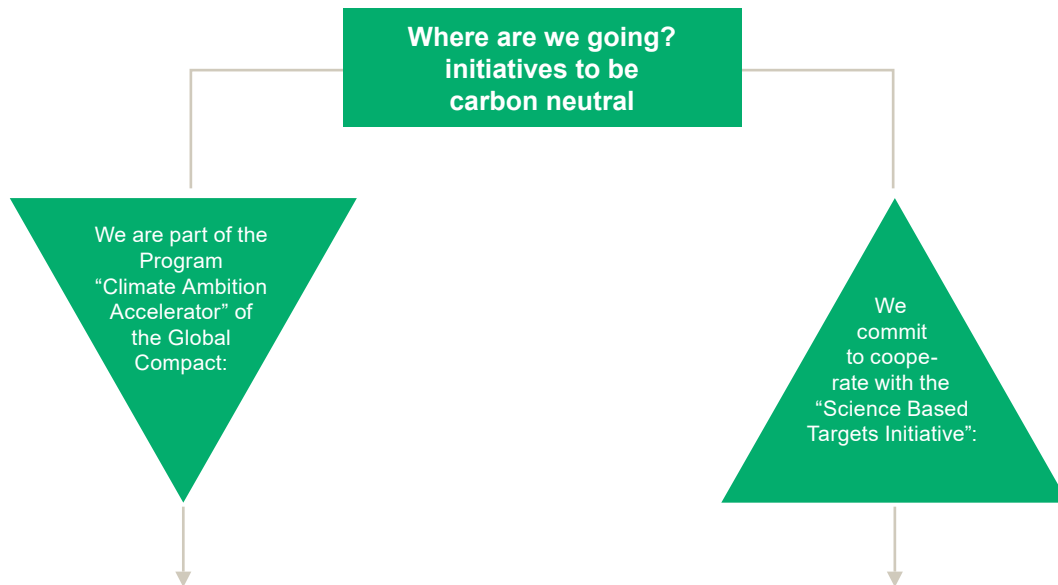 Where are we going?
initiatives to be
carbon neutral
We are part of the
Program
“Climate Ambition
Accelerator” of
the Global
Compact:
We
commit
to coope-
rate with the
“Science Based
Targets Initiative”: